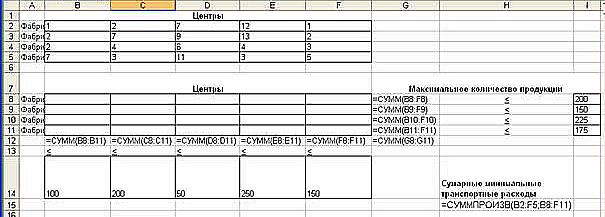 A B C D E F G H I
1 Центры
2 Фабри 1 2 7 12 1
3 Фабри 2 7 9 13 2
4 Фабри 2 4 6 4 3
5 Фабри 7 3 11 3 5
6
7 Центры Максимальное количество продукции
8 Фабри =СУММ(B8:F8) ≤ 200
9 Фабри =СУММ(B9:F9) ≤ 150
10 Фабри =СУММ(B10:F10) ≤ 225
11 Фабри =СУММ(B11:F11) ≤ 175
12 =СУММ(B8:B11) =СУММ(C8:C11) =СУММ(D8:D11) =СУММ(E8:E11) =СУММ(F8:F11) =СУММ(G8:G11)
13 ≤ ≤ ≤ ≤ ≤
14 100 200 50 250 150 Сумарные минимальные транспортные расходы
15 =СУММПРОИЗВ(B2:F5;B8:F11)
16